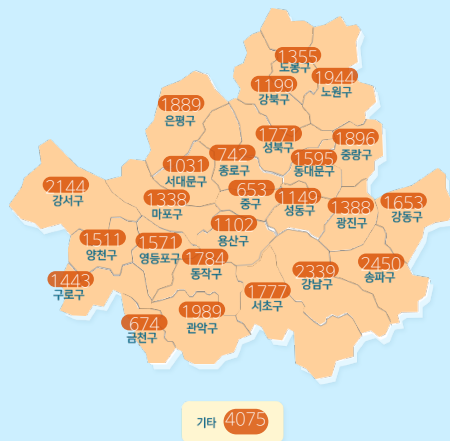 1355
노봉구
1199
강북구
1944
노원구
1889
은평구
1771
성북구
1896
중랑구
742
종로구
1595
동대문구
1031
서대문구
2144
강서구
1338
마포구
653
중구
1149
성동구
1388
광진구
1653
강동구
1102
용산구
1511
양천구
1571
영등포구
1784
동작구
2339
강남구
2450
송파구
1443
구로구
1777
서초구
674
금천구
1989
관악구
기타 4075